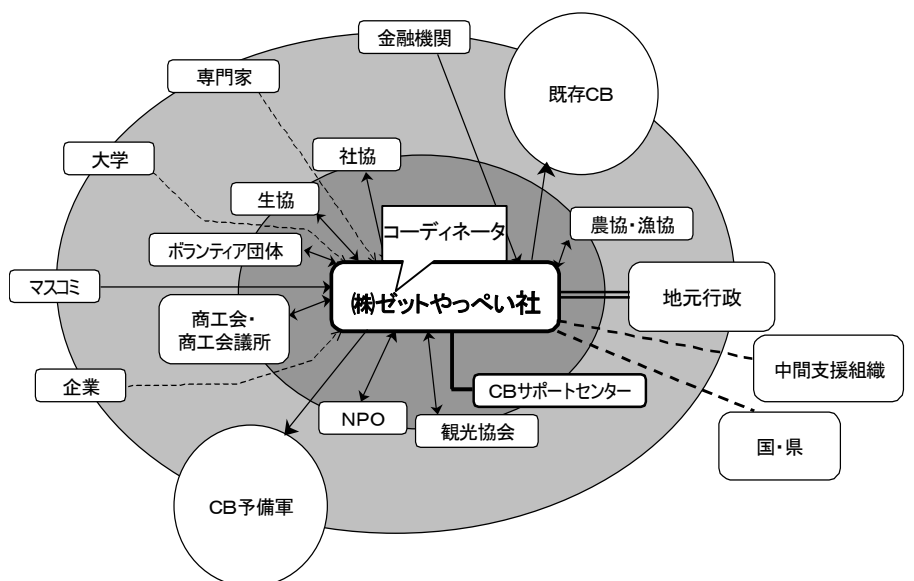 金融機関
既存CB
専門家
大学
社協
生協
コーディネータ
農協・漁協
ボランティア団体
マスコミ
㈱ゼットやっぺい社
地元行政
商工会・
商工会議所
企業
中間支援組織
CBサポートセンター
NPO
観光協会
国・県
CB予備軍